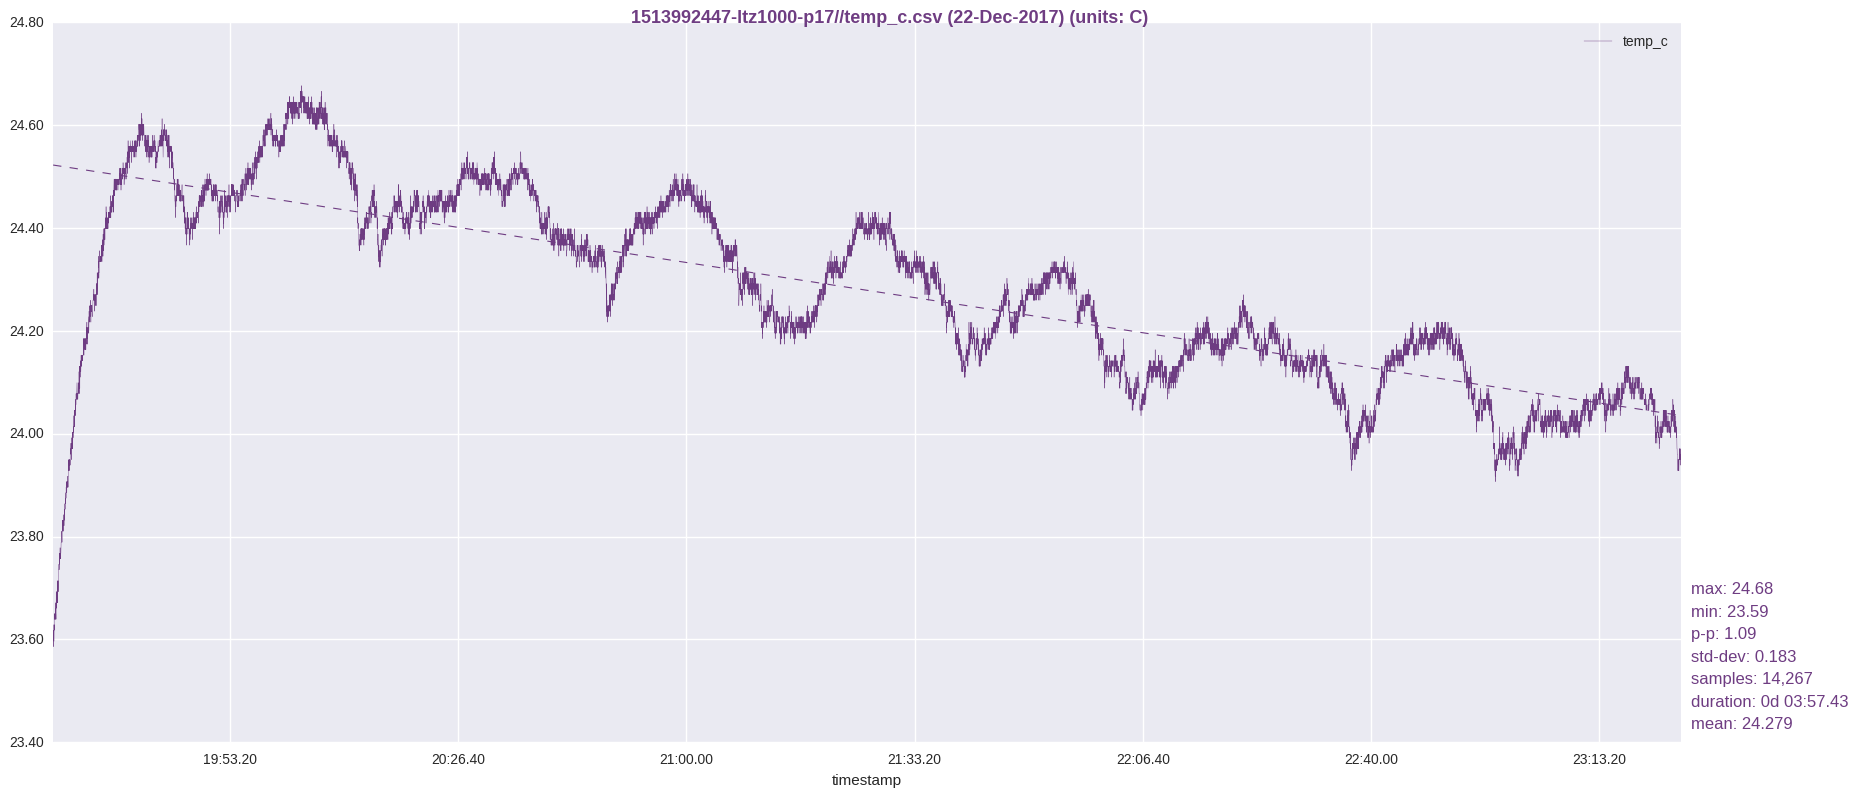 1513992447-ltz1000-p17//temp_c.csv (22-Dec-2017) (units: C)
temp_c
24.80
24.60
24.40
24.20
24.00
23.80
23.60
23.40
19:53.20 20:26.40 21:00.00 21:33.20 22:06.40 22:40.00 23:13.20
timestamp
max: 24.68
min: 23.59
p-p: 1.09
std-dev: 0.183
samples: 14,267
duration: 0d 03:57.43
mean: 24.279